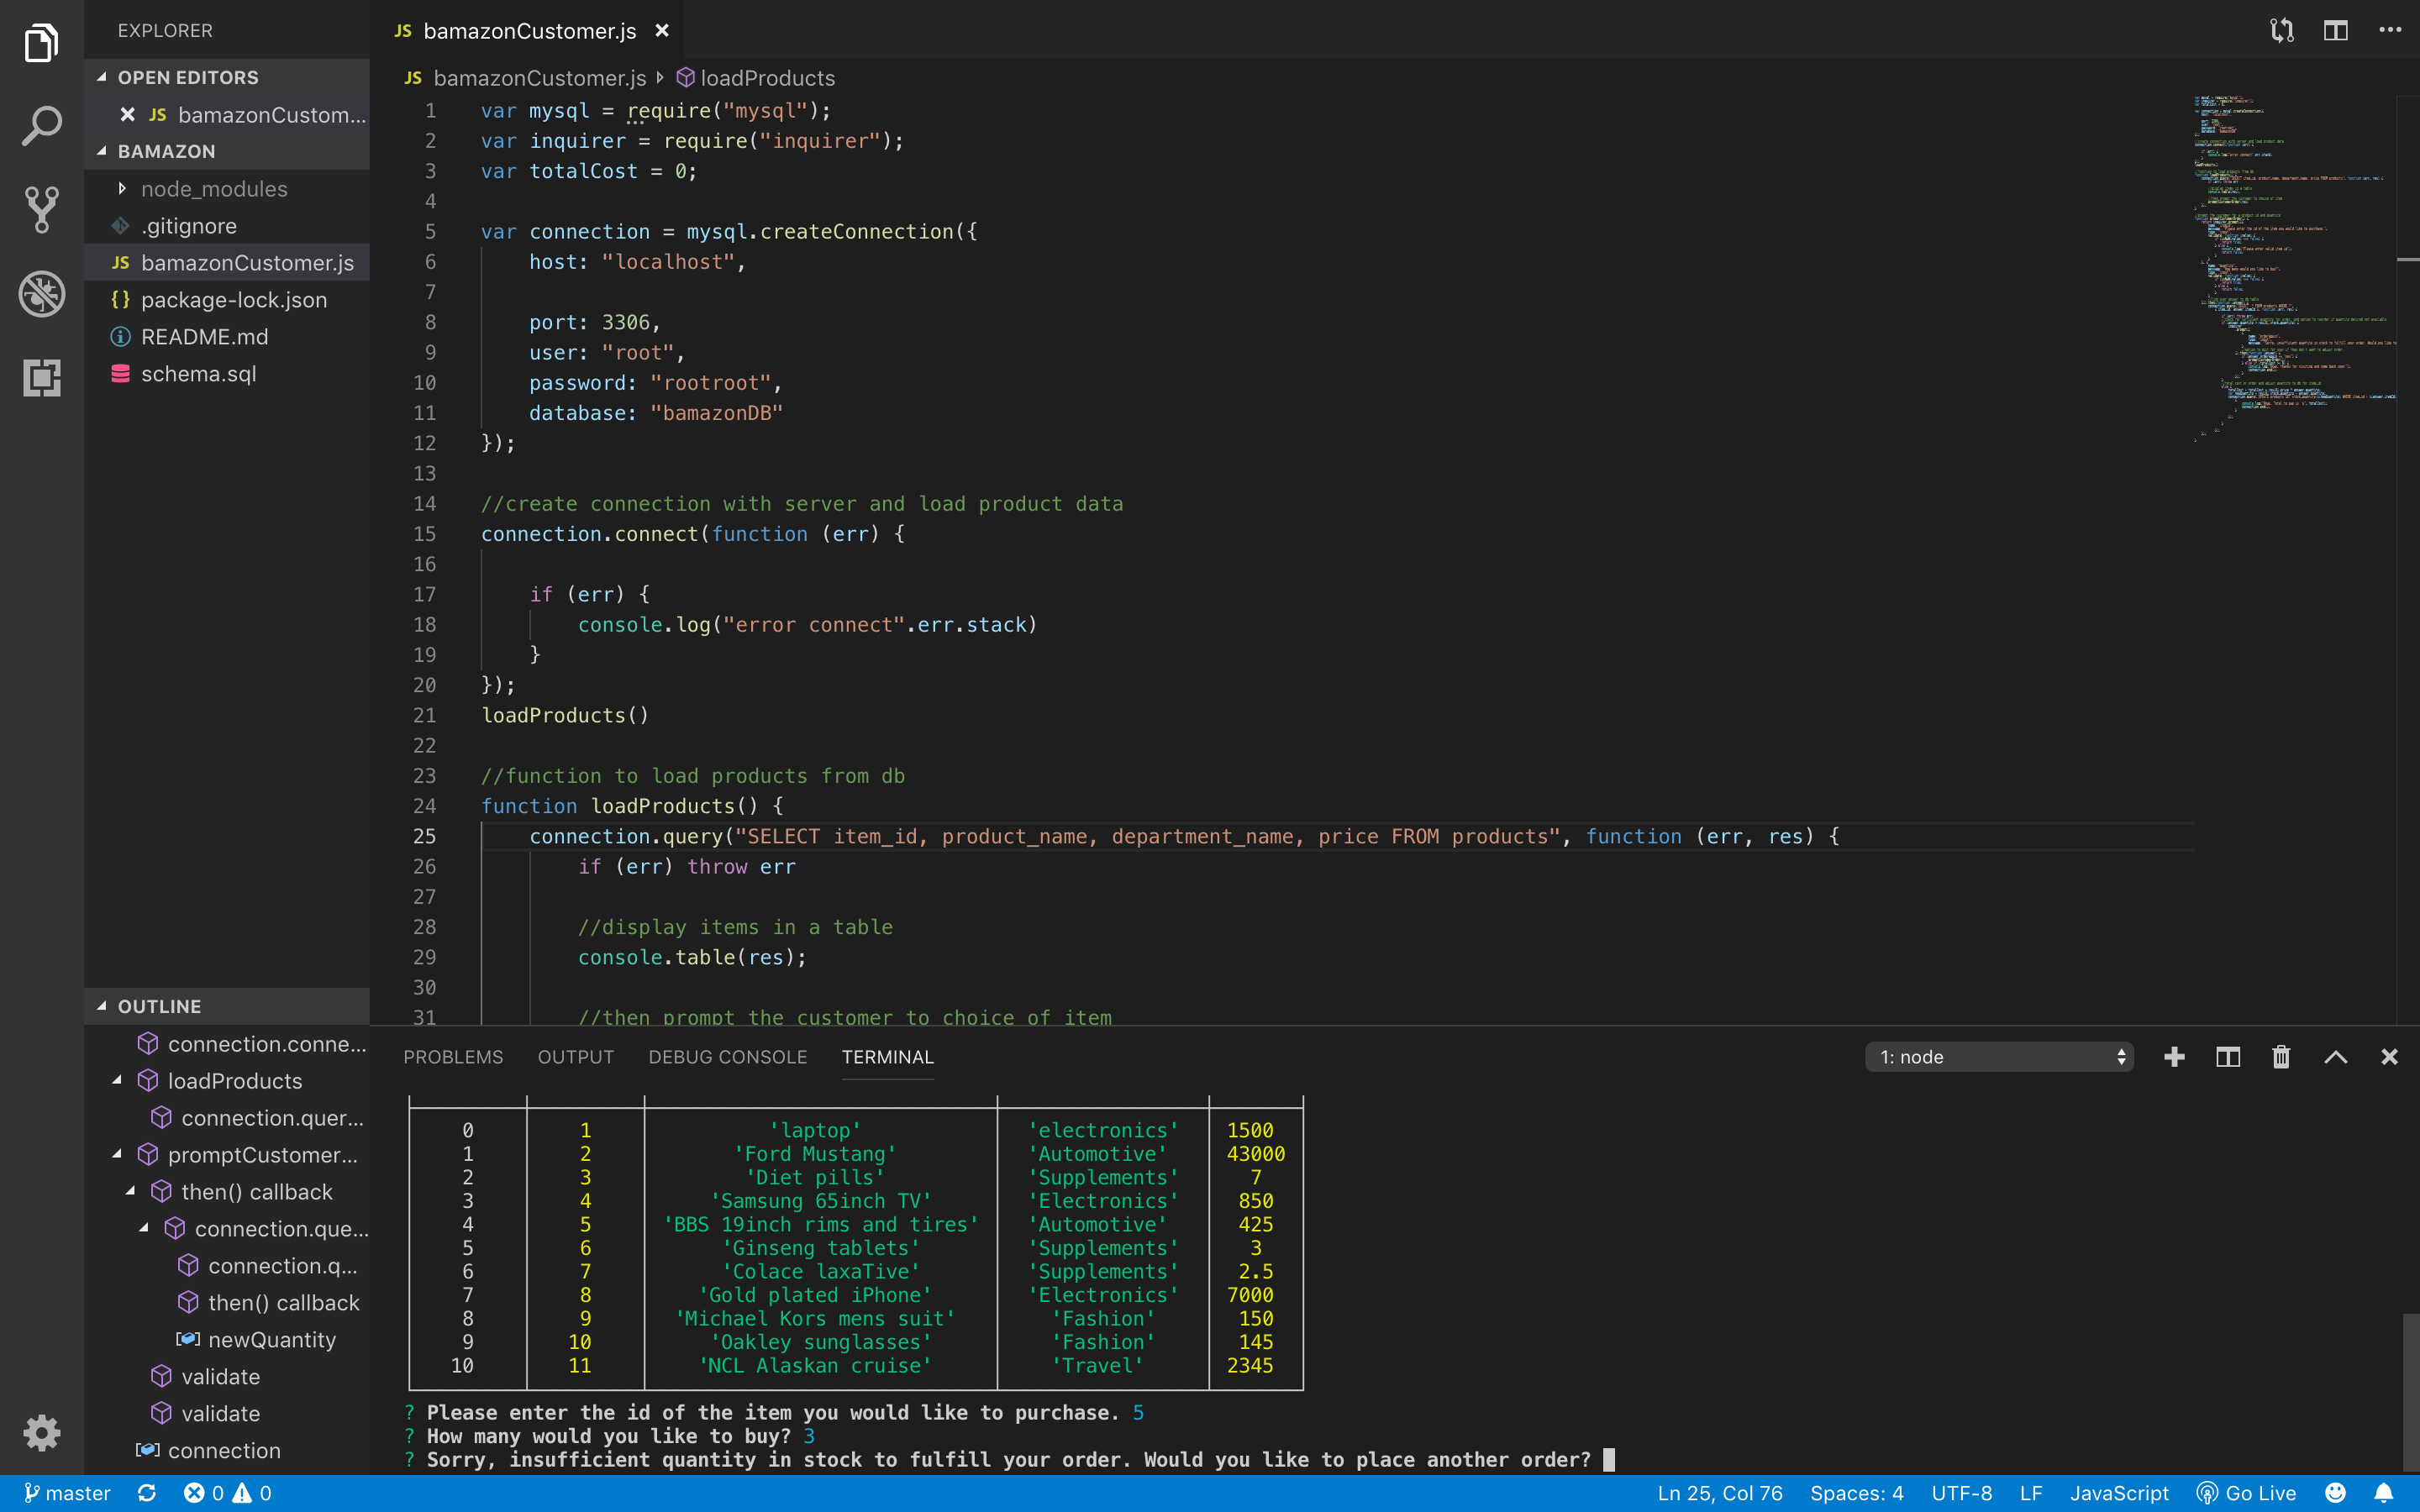 EXPLORER
OPEN EDITORS
JS bamazonCustom...
BAMAZON
node_modules
.gitignore
JS bamazonCustomer.js
{} package-lock.json
README.md
schema.sql
OUTLINE
connection.conne...
loadProducts
connection.quer...
promptCustomer...
then() callback
connection.que...
connection.q...
then() callback
newQuantity
validate
validate
connection
JS bamazonCustomer.js
JS bamazonCustomer.js loadProducts
1 var mysql = require("mysql");
2 var inquirer = require("inquirer");
3 var totalCost = 0;
4
5 var connection = mysql.createConnection({
6 host: "localhost",
7
8 port: 3306,
9 user: "root",
10 password: "rootroot",
11 database: "bamazonDB"
12 });
13
14 //create connection with server and load product data
15 connection.connect(function (err) {
16
17 if (err) {
18 console.log("error connect".err.stack)
19 }
20 });
21 loadProducts()
22
23 //function to load products from db
24 function loadProducts() {
25 connection.query("SELECT item_id, product_name, department_name, price FROM products", function (err, res) {
26 if (err) throw err
27
28 //display items in a table
29 console.table(res);
30
31 //then prompt the customer to choice of item
PROBLEMS OUTPUT DEBUG CONSOLE TERMINAL 1: node
0 1 'laptop' 'electronics' 1500
1 2 'Ford Mustang' 'Automotive' 43000
2 3 'Diet pills' 'Supplements' 7
3 4 'Samsung 65inch TV' 'Electronics' 850
4 5 'BBS 19inch rims and tires' 'Automotive' 425
5 6 'Ginseng tablets' 'Supplements' 3
6 7 'Colace laxaTive' 'Supplements' 2.5
7 8 'Gold plated iPhone' 'Electronics' 7000
8 9 'Michael Kors mens suit' 'Fashion' 150
9 10 'Oakley sunglasses' 'Fashion' 145
10 11 'NCL Alaskan cruise' 'Travel' 2345
? Please enter the id of the item you would like to purchase. 5
? How many would you like to buy? 3
? Sorry, insufficient quantity in stock to fulfill your order. Would you like to place another order?
master 0 0 Ln 25, Col 76 Spaces: 4 UTF-8 LF JavaScript Go Live